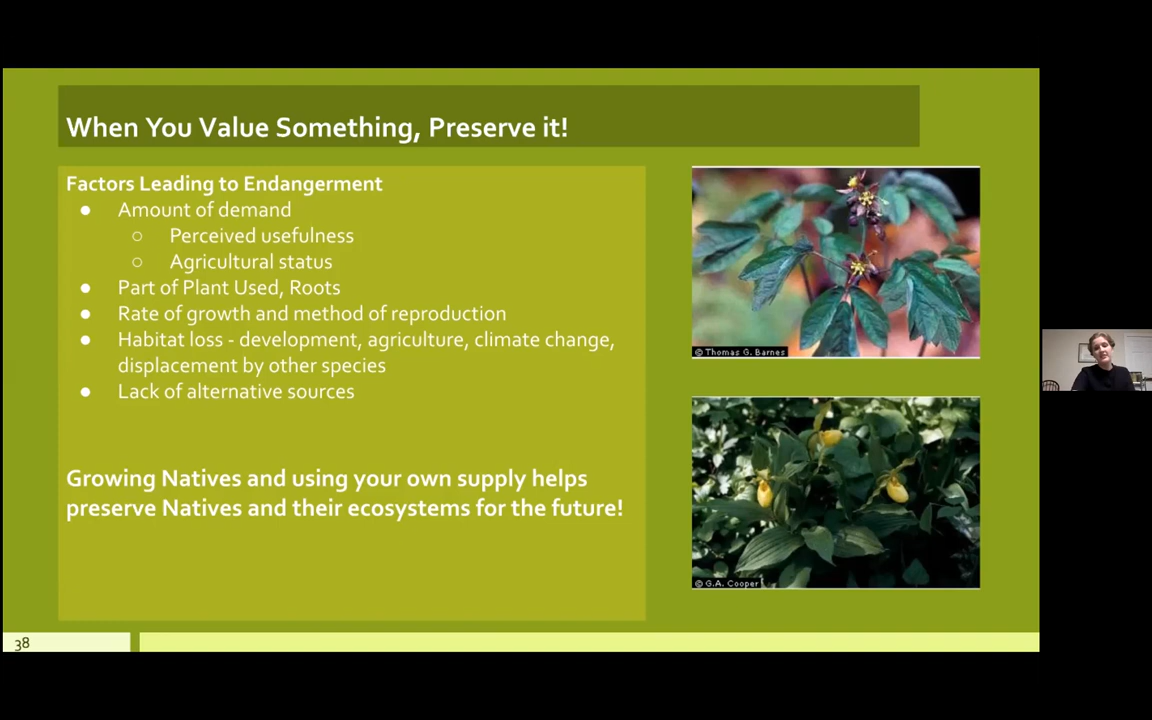 When You Value Something, Preserve it!
Factors Leading to Endangerment
● Amount of demand
○ Perceived usefulness
○ Agricultural status
● Part of Plant Used, Roots
● Rate of growth and method of reproduction
● Habitat loss - development, agriculture, climate change,
displacement by other species
● Lack of alternative sources
Growing Natives and using your own supply helps
preserve Natives and their ecosystems for the future!
© Thomas G. Barnes
© G.A. Cooper
38